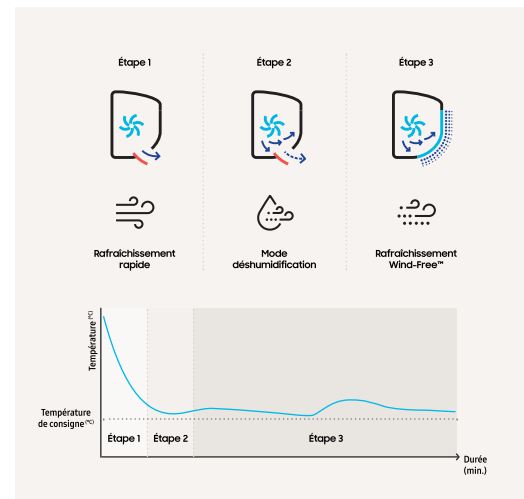 Étape 1
Étape 2
Étape 3
Rafraîchissement
rapide
Mode
déshumidification
Rafraîchissement
Wind-Free™
Température (°C)
Température
de consigne (°C)
Étape 1
Étape 2
Étape 3
Durée
(min.)